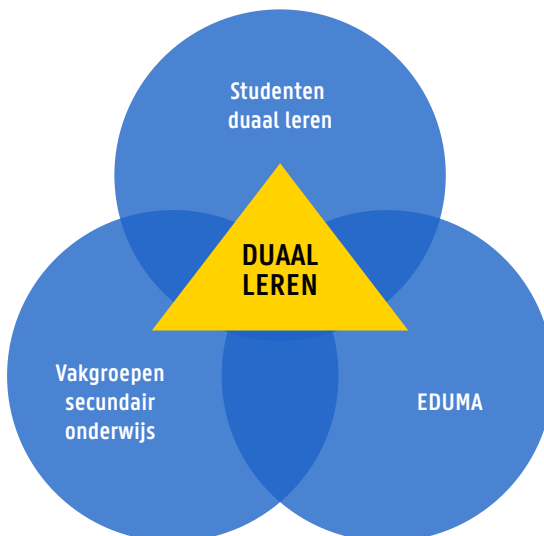 Studenten
duaal leren
DUAAL
LEREN
Vakgroepen
secundair
onderwijs
EDUMA